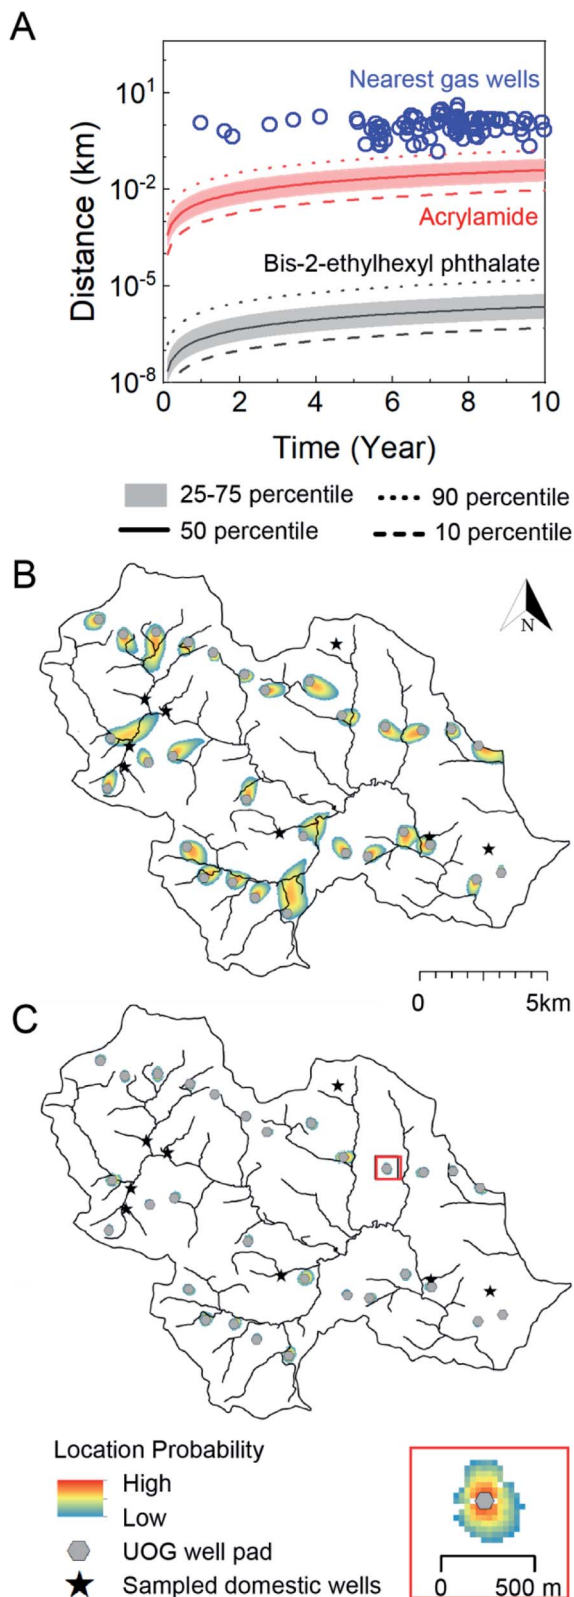 A
Nearest gas wells
Distance (km)
10¹
10⁻²
10⁻⁵
10⁻⁸
Acrylamide
Bis-2-ethylhexyl phthalate
0 2 4 6 8 10
Time (Year)
25-75 percentile 90 percentile
50 percentile 10 percentile
B
N
0 5km
C
Location Probability
High
Low
UOG well pad
Sampled domestic wells
0 500 m